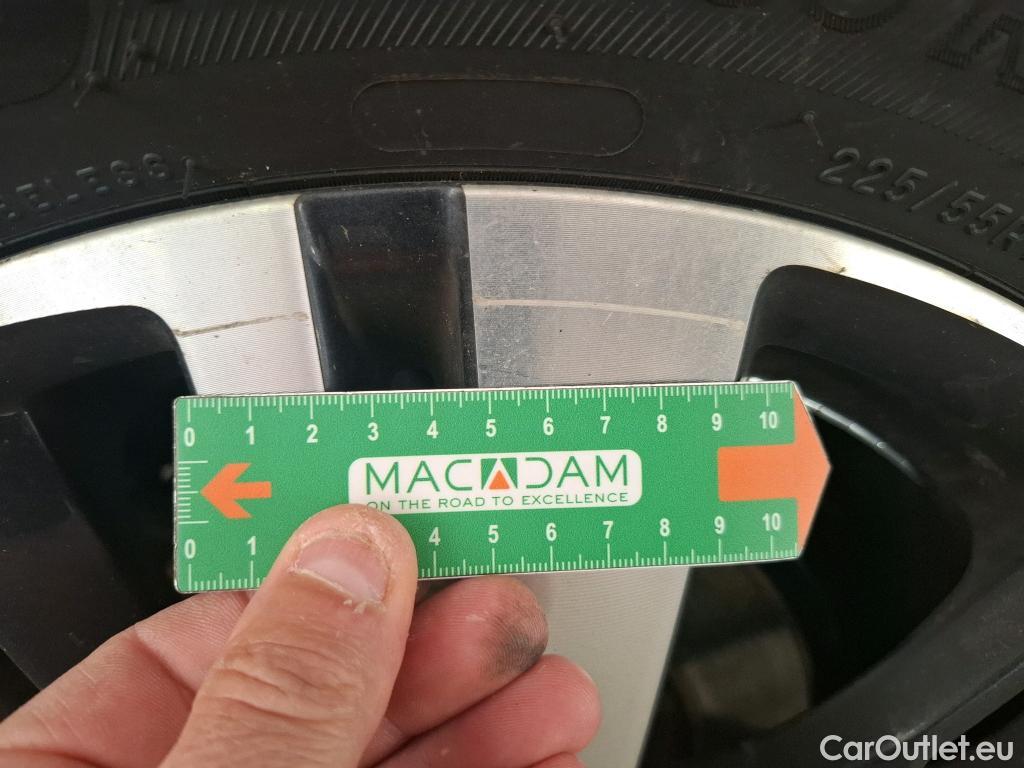 225/55R
0 1 2 3 4 5 6 7 8 9 10
MACADAM
ON THE ROAD TO EXCELLENCE
0 1 4 5 6 7 8 9 10
CarOutlet.eu